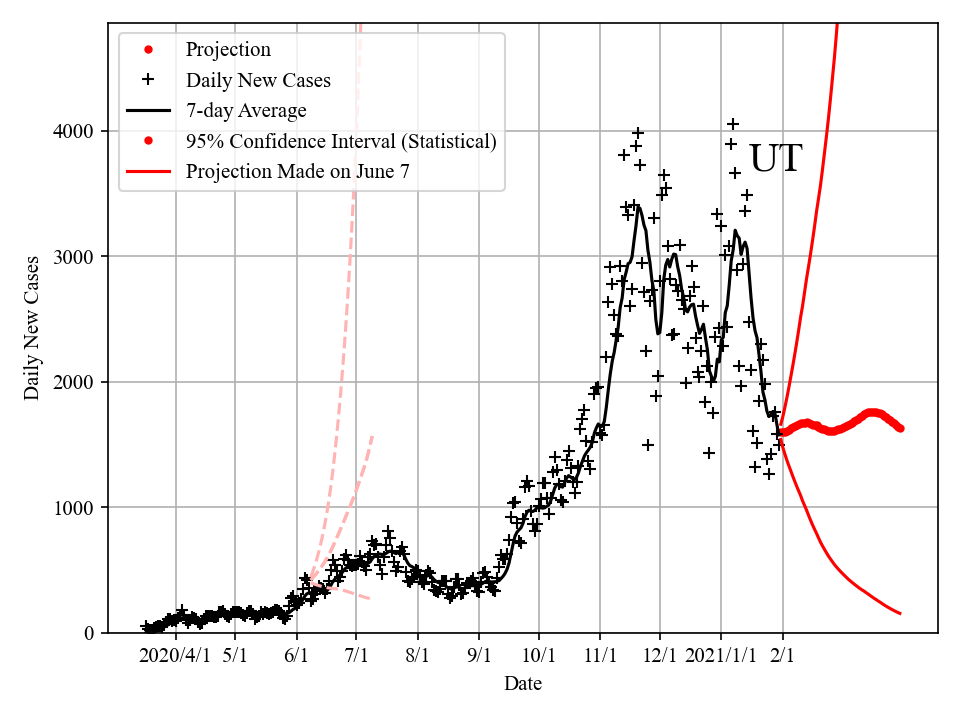 Projection
Daily New Cases
7-day Average
95% Confidence Interval (Statistical)
Projection Made on June 7
UT
4000
3000
2000
1000
0
Daily New Cases
2020/4/1 5/1 6/1 7/1 8/1 9/1 10/1 11/1 12/1 2021/1/1 2/1
Date